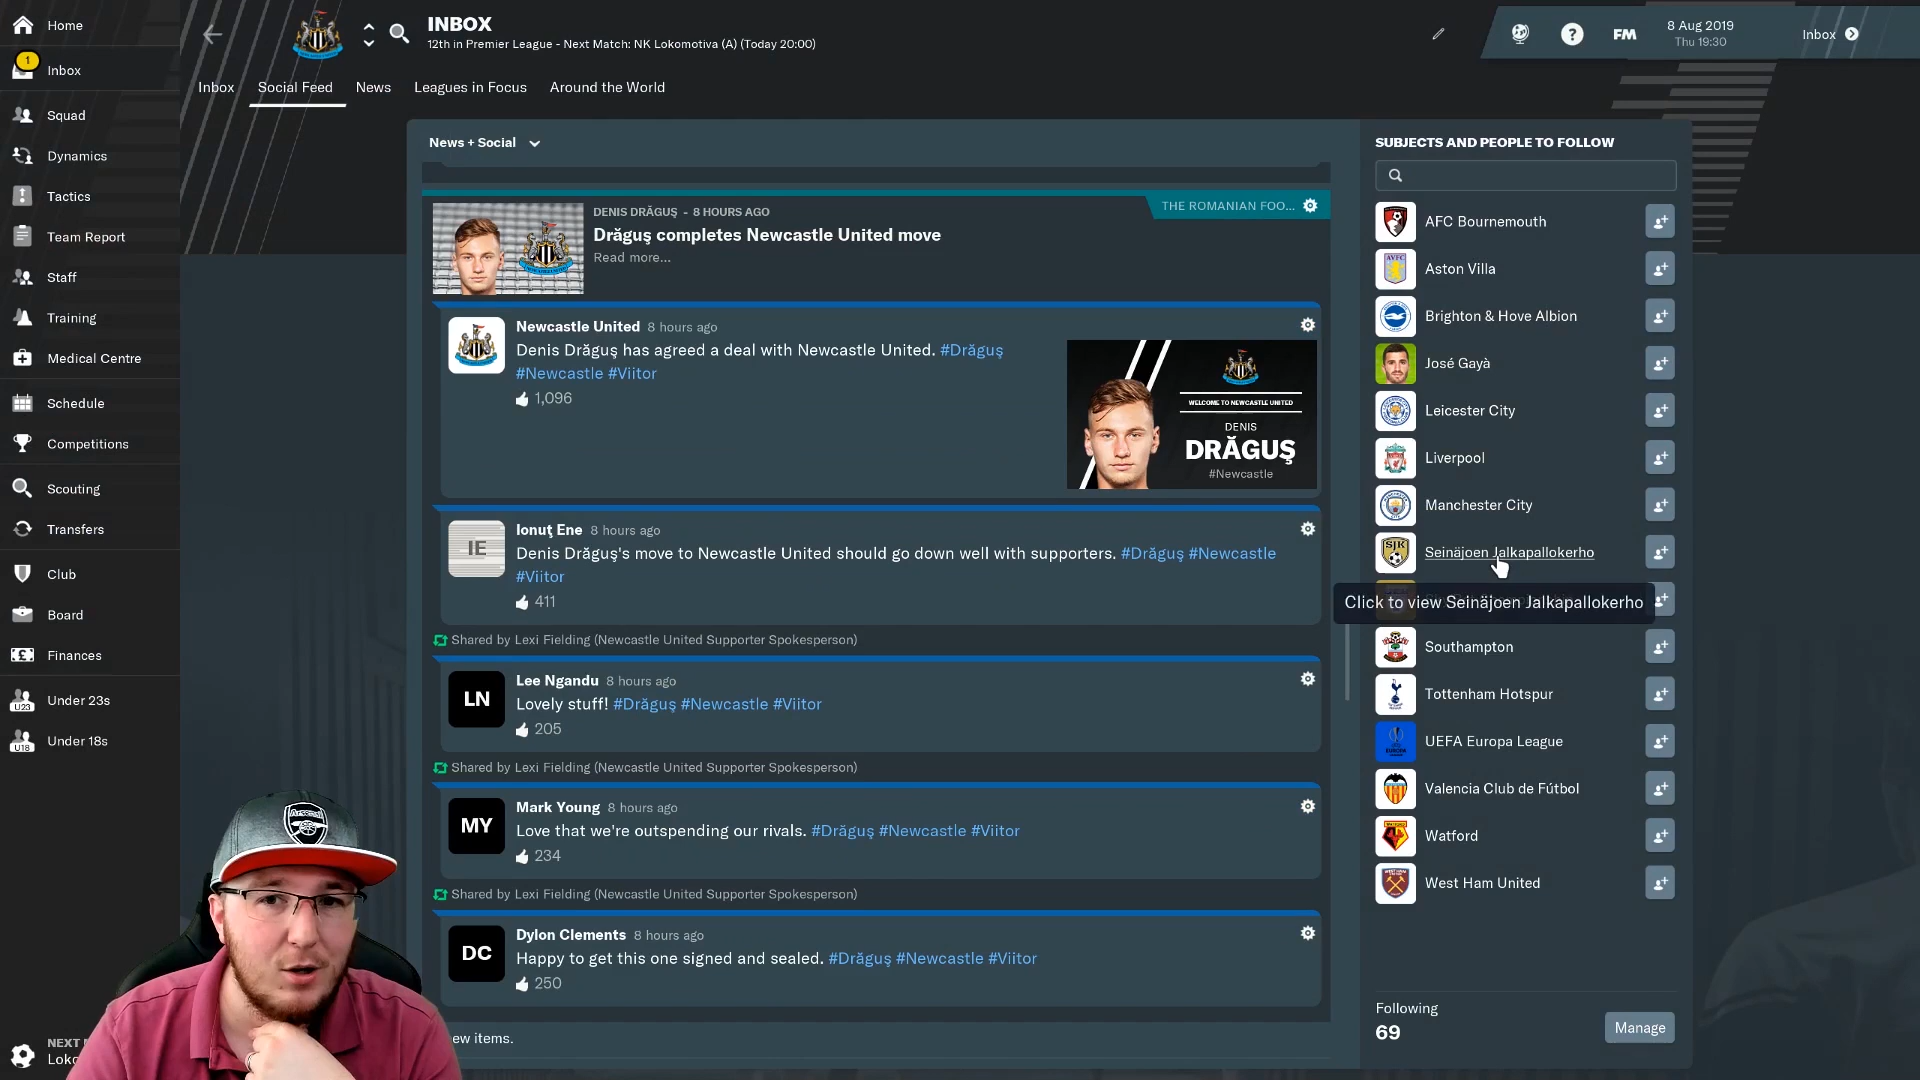 Home
Inbox
1
Squad
Dynamics
Tactics
Team Report
Staff
Training
Medical Centre
Schedule
Competitions
Scouting
Transfers
Club
Board
Finances
Under 23s
U23
Under 18s
U18
NEXT
Loko
INBOX
12th in Premier League - Next Match: NK Lokomotiva (A) (Today 20:00)
FM
8 Aug 2019
Thu 19:30
Inbox
Inbox
Social Feed
News
Leagues in Focus
Around the World
News + Social
DENIS DRĂGUŞ - 8 HOURS AGO
THE ROMANIAN FOO...
Drăguş completes Newcastle United move
Read more...
Newcastle United 8 hours ago
Denis Drăguş has agreed a deal with Newcastle United. #Drăguş
#Newcastle #Viitor
1,096
WELCOME TO NEWCASTLE UNITED
DENIS
DRĂGUŞ
#Newcastle
IE
Ionuţ Ene 8 hours ago
Denis Drăguş's move to Newcastle United should go down well with supporters. #Drăguş #Newcastle
#Viitor
411
Shared by Lexi Fielding (Newcastle United Supporter Spokesperson)
LN
Lee Ngandu 8 hours ago
Lovely stuff! #Drăguş #Newcastle #Viitor
205
Shared by Lexi Fielding (Newcastle United Supporter Spokesperson)
MY
Mark Young 8 hours ago
Love that we're outspending our rivals. #Drăguş #Newcastle #Viitor
234
Shared by Lexi Fielding (Newcastle United Supporter Spokesperson)
DC
Dylon Clements 8 hours ago
Happy to get this one signed and sealed. #Drăguş #Newcastle #Viitor
250
ew items.
SUBJECTS AND PEOPLE TO FOLLOW
AFC Bournemouth
Aston Villa
AVFC
Brighton & Hove Albion
José Gayà
Leicester City
Liverpool
Manchester City
SJK
Seinäjoen Jalkapallokerho
Click to view Seinäjoen Jalkapallokerho
Southampton
Tottenham Hotspur
UEFA Europa League
Valencia Club de Fútbol
Watford
West Ham United
Following
69
Manage
Arsenal